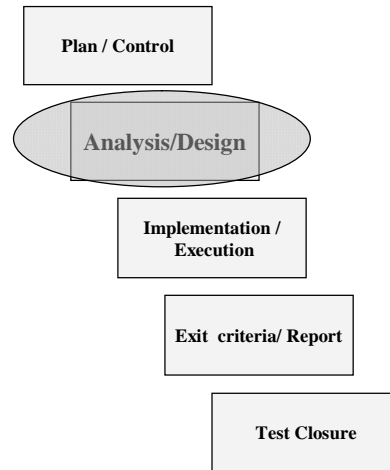 Plan / Control
Analysis/Design
Implementation /
Execution
Exit criteria/ Report
Test Closure